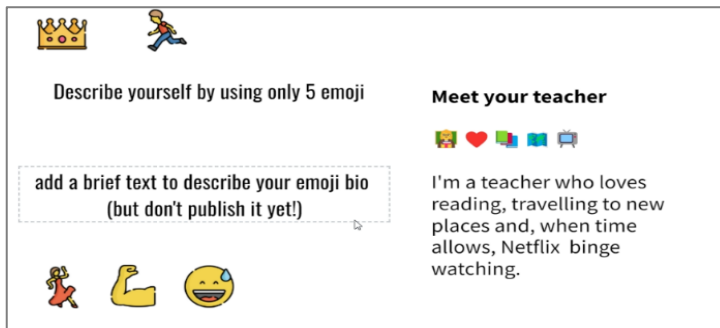 Describe yourself by using only 5 emoji
add a brief text to describe your emoji bio
(but don't publish it yet!)
Meet your teacher
I'm a teacher who loves
reading, travelling to new
places and, when time
allows, Netflix binge
watching.